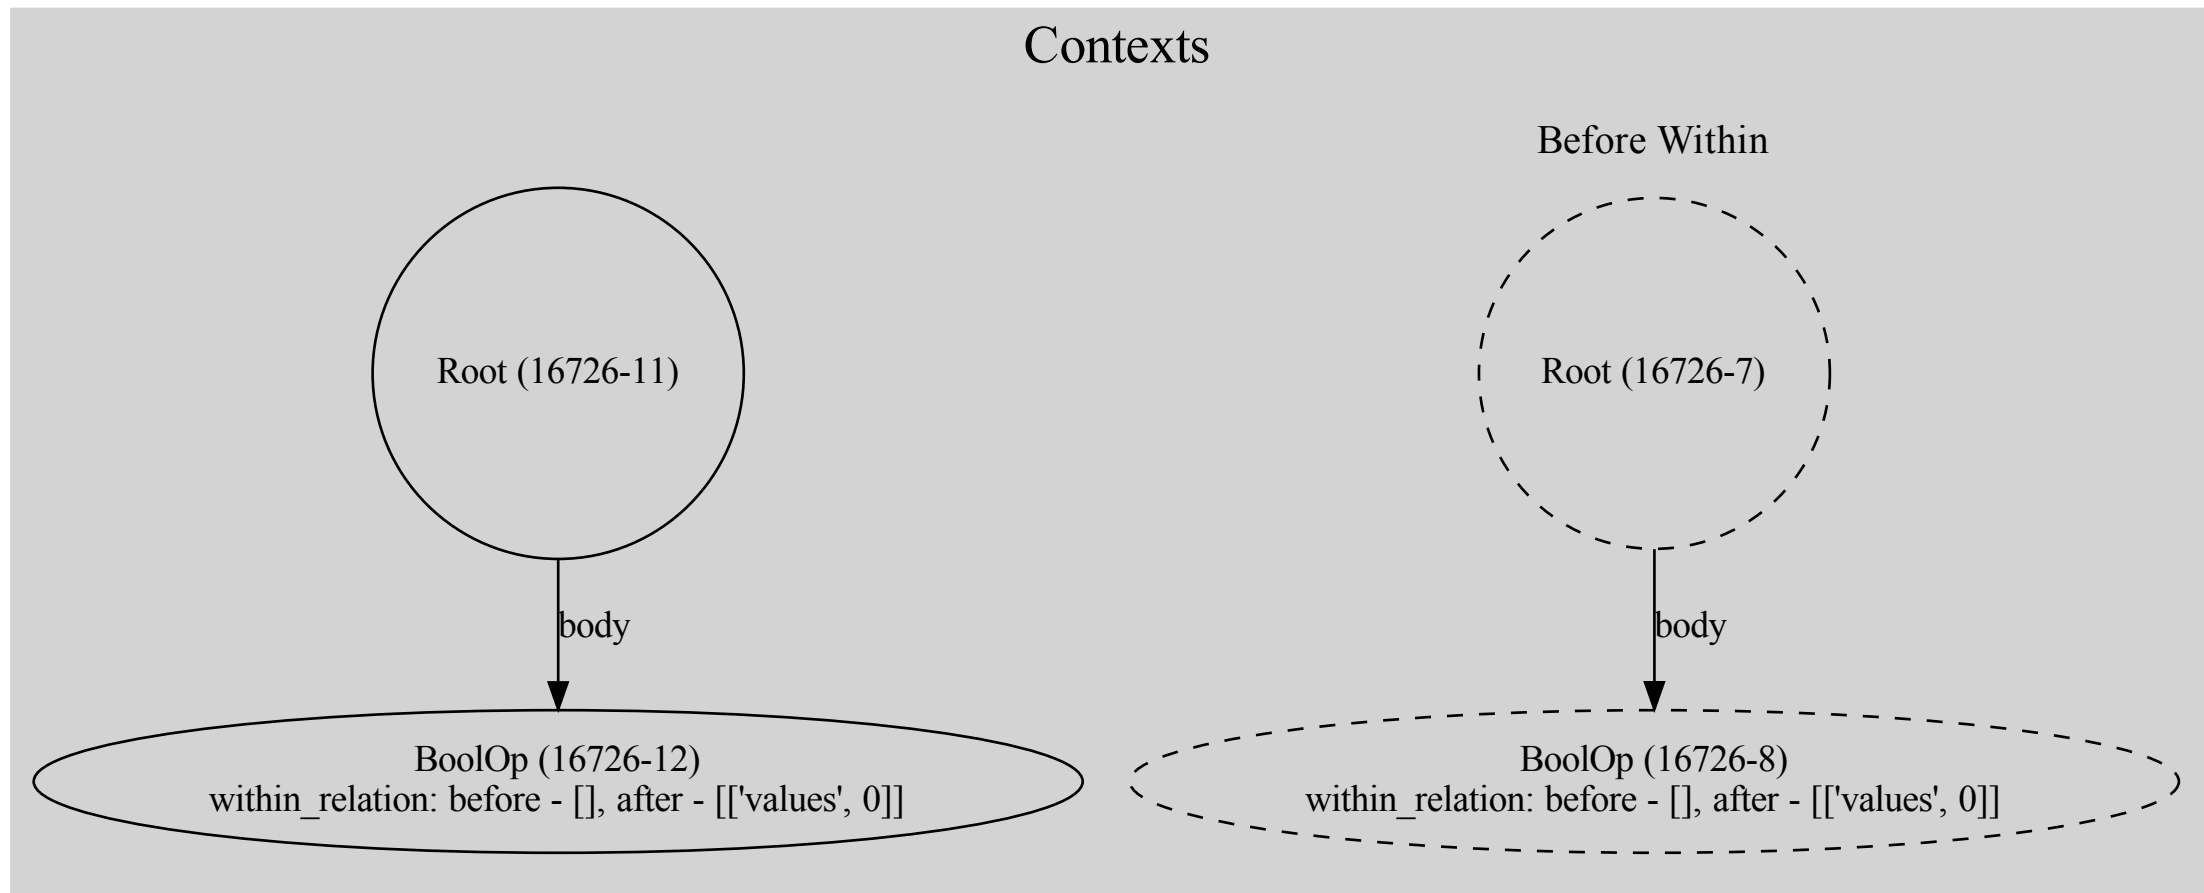 Contexts
Before Within
Root (16726-11)
Root (16726-7)
body
body
BoolOp (16726-12)
within_relation: before - [], after - [['values', 0]]
BoolOp (16726-8)
within_relation: before - [], after - [['values', 0]]